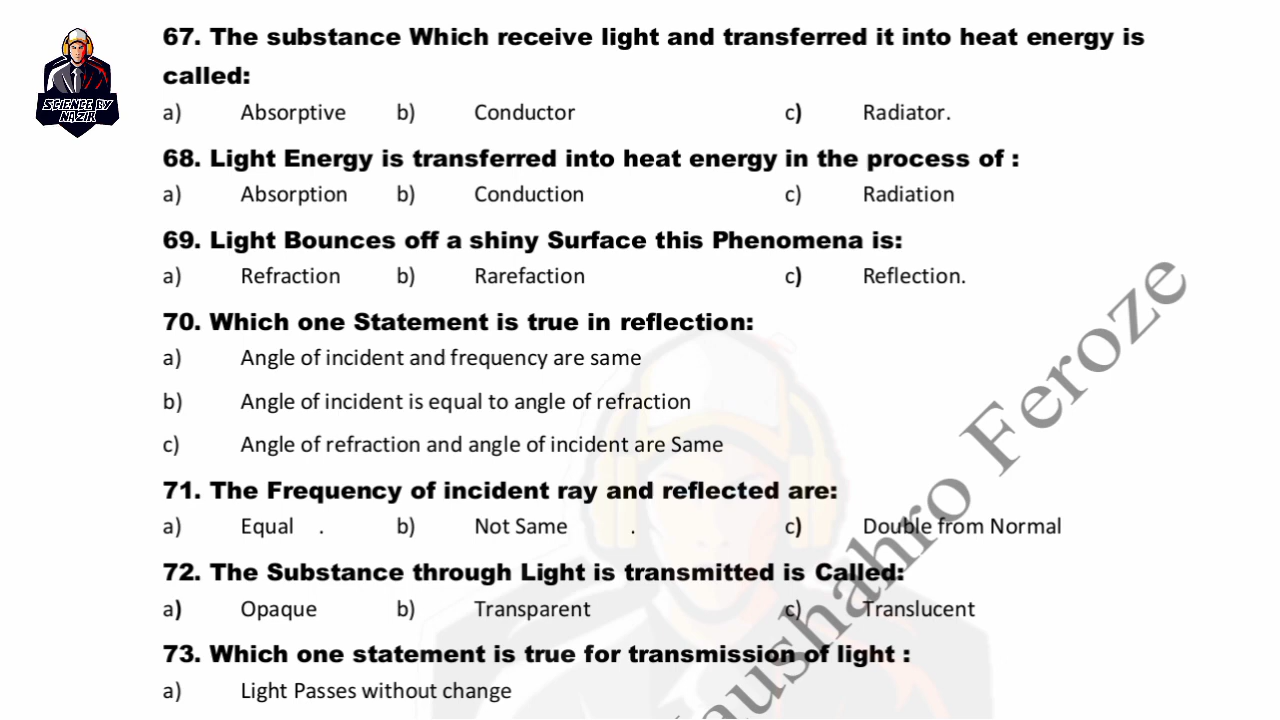 SCIENCE BY
NAZIR
67. The substance Which receive light and transferred it into heat energy is
called:
a) Absorptive b) Conductor c) Radiator.
68. Light Energy is transferred into heat energy in the process of :
a) Absorption b) Conduction c) Radiation
69. Light Bounces off a shiny Surface this Phenomena is:
a) Refraction b) Rarefaction c) Reflection.
70. Which one Statement is true in reflection:
a) Angle of incident and frequency are same
b) Angle of incident is equal to angle of refraction
c) Angle of refraction and angle of incident are Same
71. The Frequency of incident ray and reflected are:
a) Equal . b) Not Same . c) Double from Normal
72. The Substance through Light is transmitted is Called:
a) Opaque b) Transparent c) Translucent
73. Which one statement is true for transmission of light :
a) Light Passes without change
Feroze